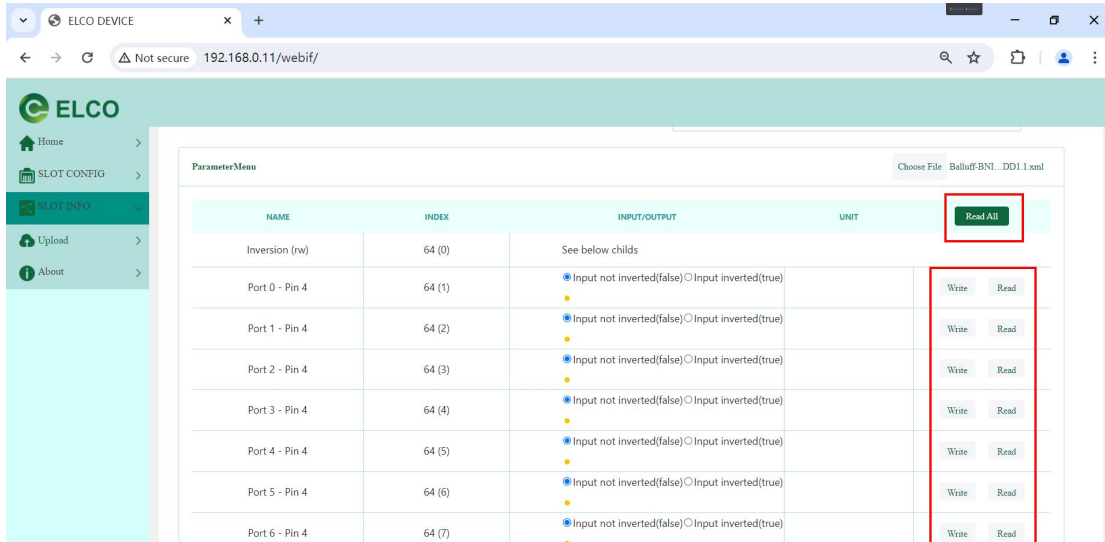 ELCO DEVICE
Not secure 192.168.0.11/webif/
ELCO
Home
SLOT CONFIG
SLOT INFO
Upload
About
ParameterMenu Choose File Balluff-BNI...DD1.1.xml
NAME INDEX INPUT/OUTPUT UNIT Read All
Inversion (rw) 64 (0) See below childs
Port 0 - Pin 4 64 (1) Input not inverted(false) Input inverted(true) Write Read
Port 1 - Pin 4 64 (2) Input not inverted(false) Input inverted(true) Write Read
Port 2 - Pin 4 64 (3) Input not inverted(false) Input inverted(true) Write Read
Port 3 - Pin 4 64 (4) Input not inverted(false) Input inverted(true) Write Read
Port 4 - Pin 4 64 (5) Input not inverted(false) Input inverted(true) Write Read
Port 5 - Pin 4 64 (6) Input not inverted(false) Input inverted(true) Write Read
Port 6 - Pin 4 64 (7) Input not inverted(false) Input inverted(true) Write Read